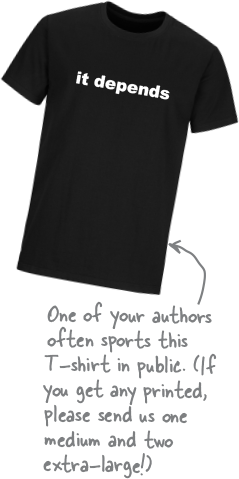 it depends
One of your authors
often sports this
T-shirt in public. (If
you get any printed,
please send us one
medium and two
extra-large!)